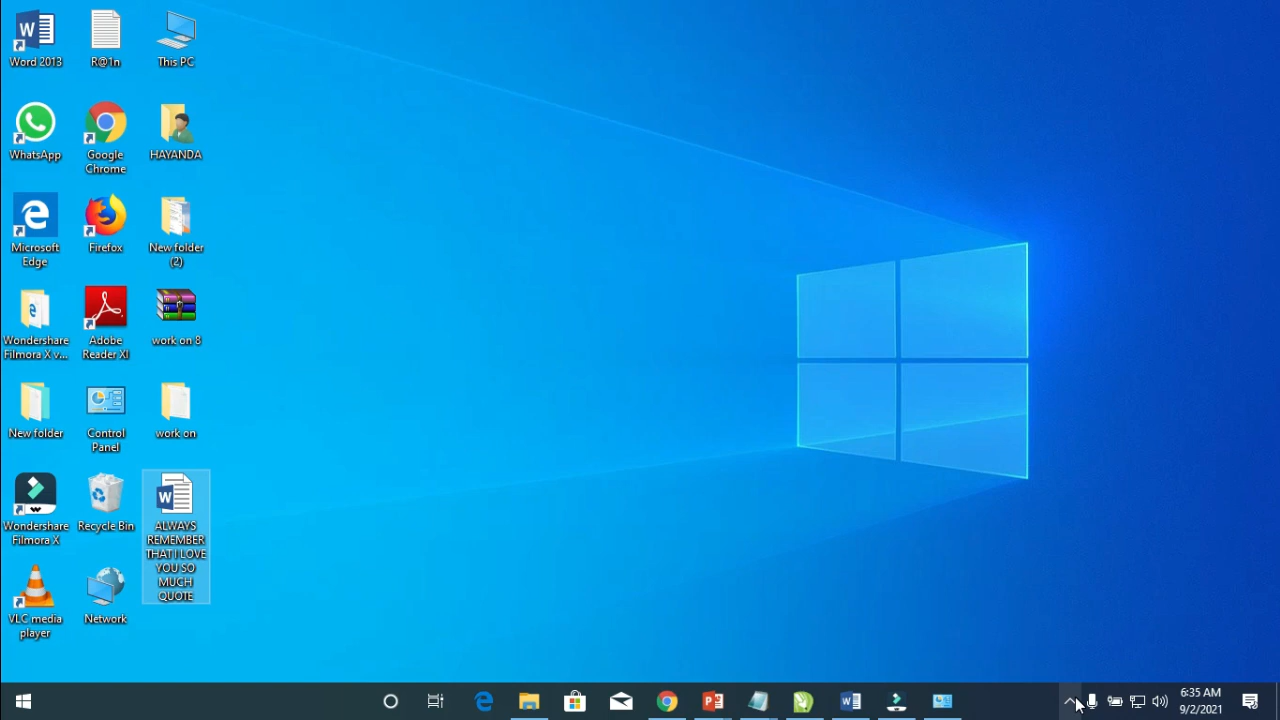 Word 2013
R@1n
This PC
WhatsApp
Google
Chrome
HAYANDA
Microsoft
Edge
Firefox
New folder
(2)
Wondershare
Filmora X v...
Adobe
Reader XI
work on 8
New folder
Control
Panel
work on
Wondershare
Filmora X
Recycle Bin
ALWAYS
REMEMBER
THAT I LOVE
YOU SO
MUCH
QUOTE
VLC media
player
Network
6:35 AM
9/2/2021